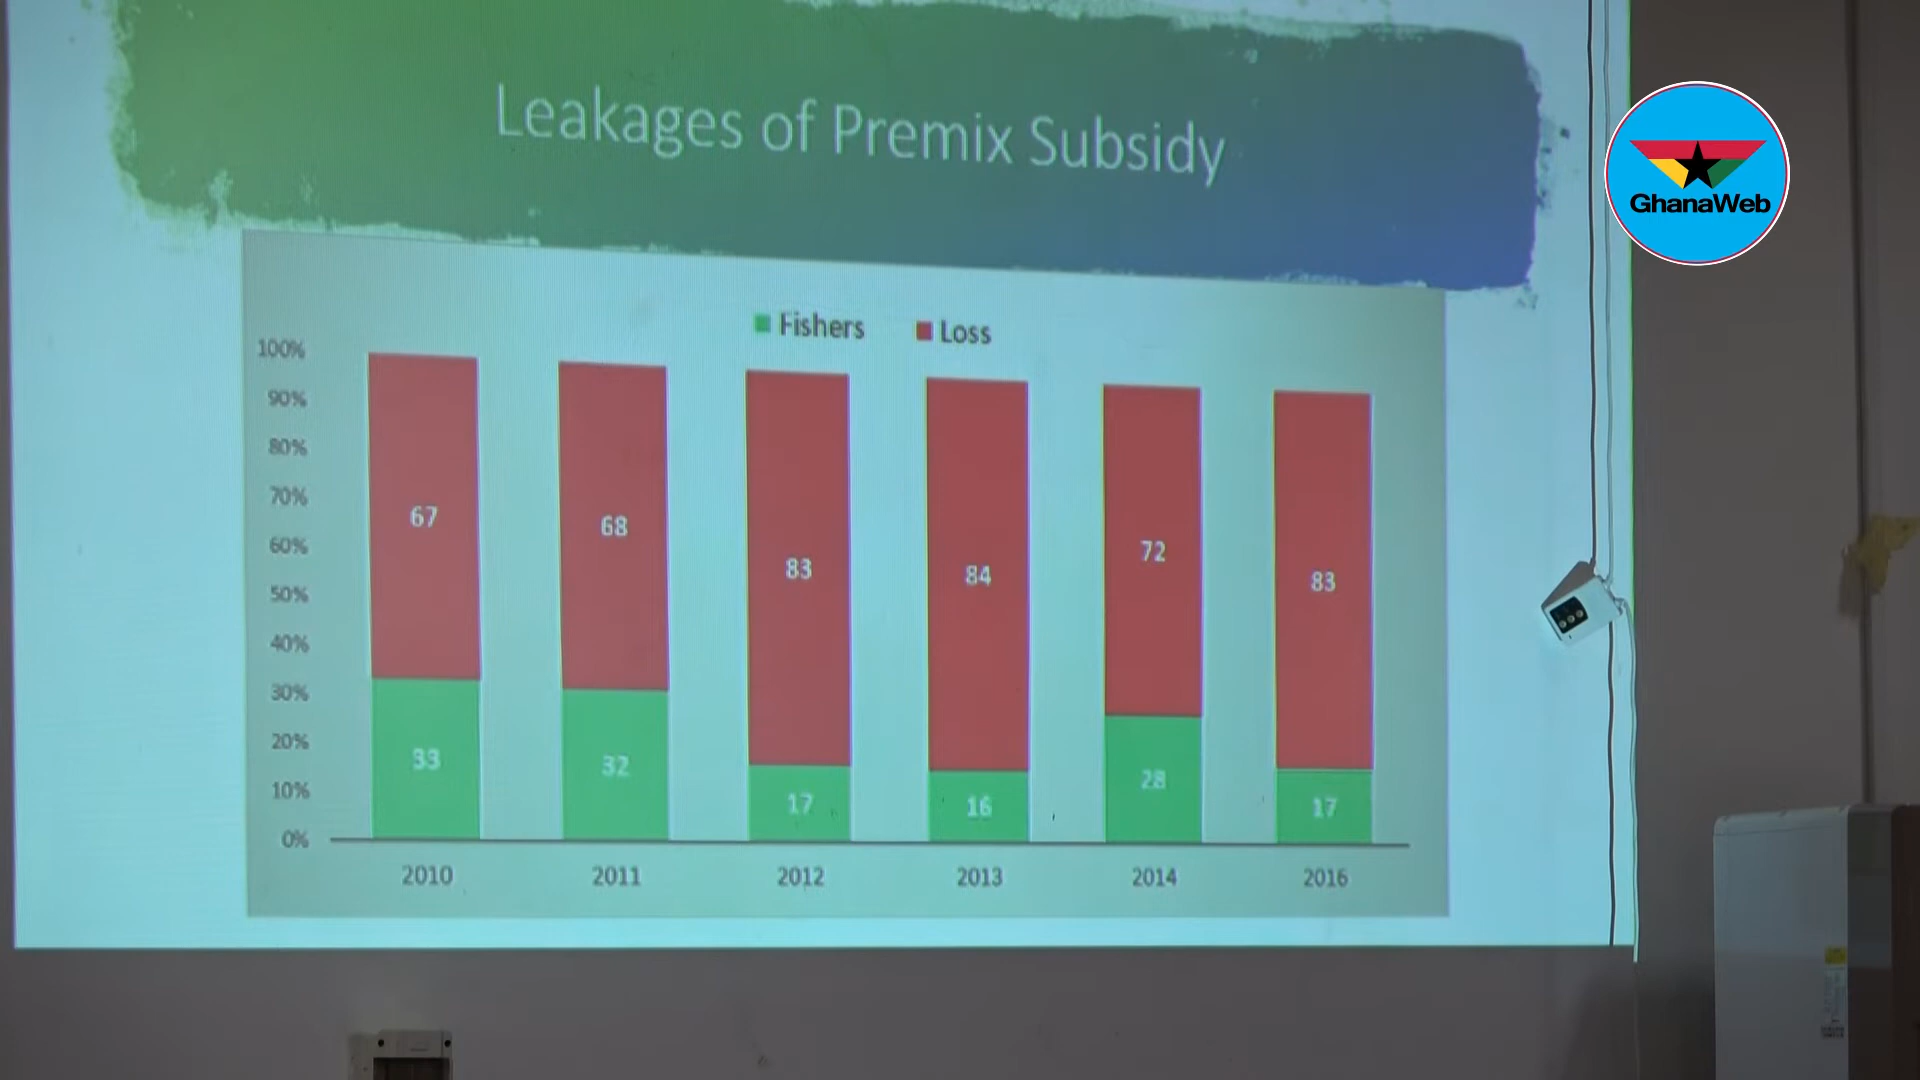 Leakages of Premix Subsidy
GhanaWeb
Fishers Loss
100%
90%
80%
70%
60%
50%
40%
30%
20%
10%
0%
67 68 83 84 72 83
33 32 17 16 28 17
2010 2011 2012 2013 2014 2016